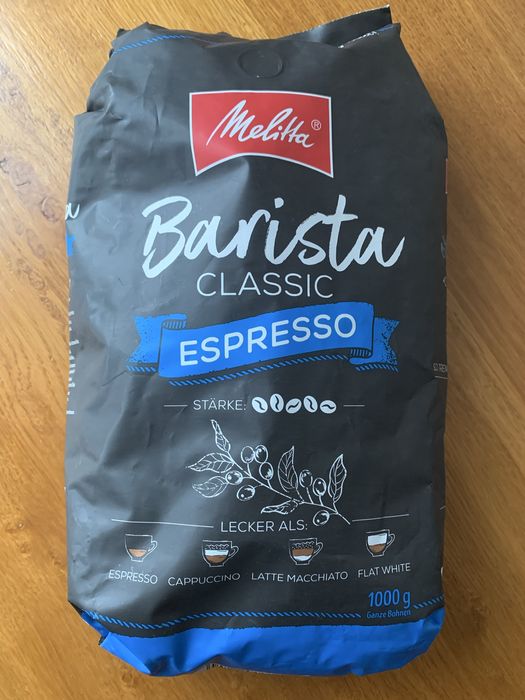 Melitta®
Barista
CLASSIC
ESPRESSO
STÄRKE:
LECKER ALS:
ESPRESSO CAPPUCCINO LATTE MACCHIATO FLAT WHITE
1000 g
Ganze Bohnen